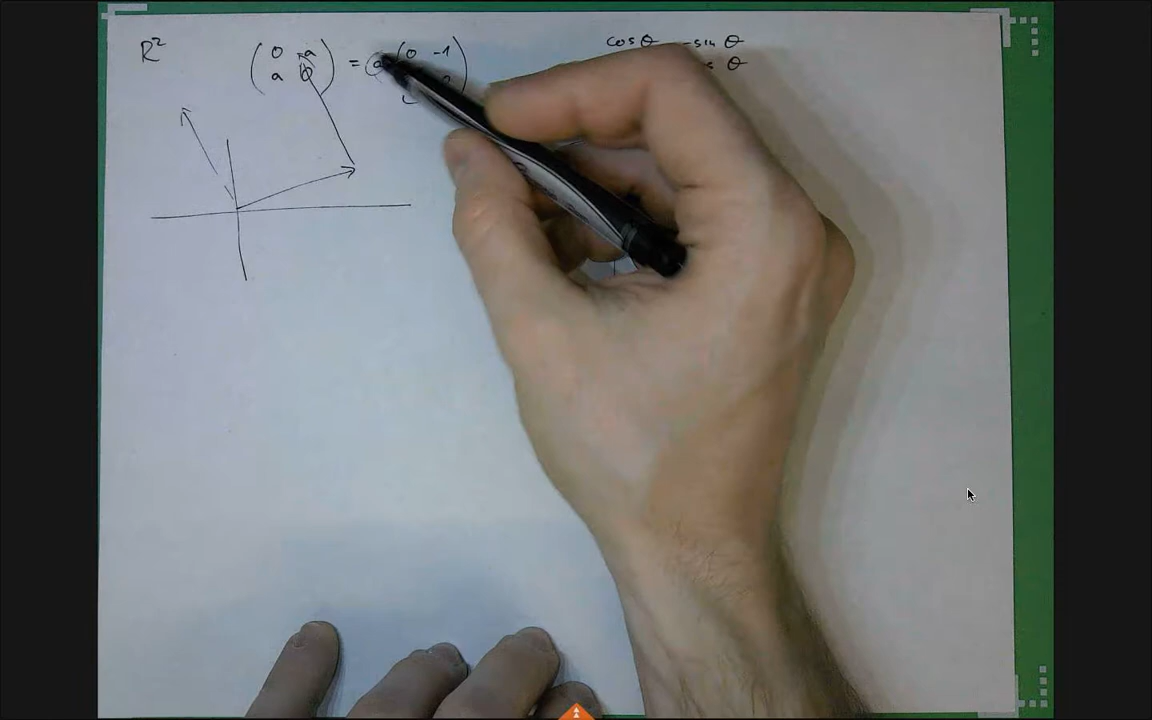 R² ( 0 -a = a ( 0 -1 ) cos θ -sin θ
a 0 ) θ